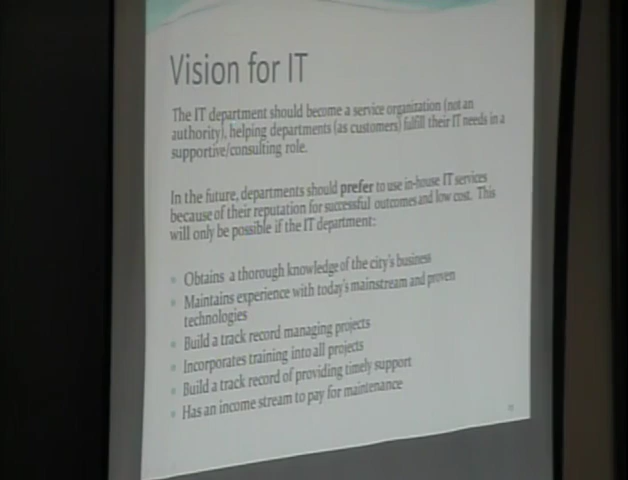 Vision for IT
The IT department should become a service organization (not an
authority), helping departments (as customers) fulfill their IT needs in a
supportive/consulting role.
In the future, departments should prefer to use in-house IT services
because of their reputation for successful outcomes and low cost. This
will only be possible if the IT department:
Obtains a thorough knowledge of the city's business
Maintains experience with today's mainstream and proven
technologies
Build a track record managing projects
Incorporates training into all projects
Build a track record of providing timely support
Has an income stream to pay for maintenance